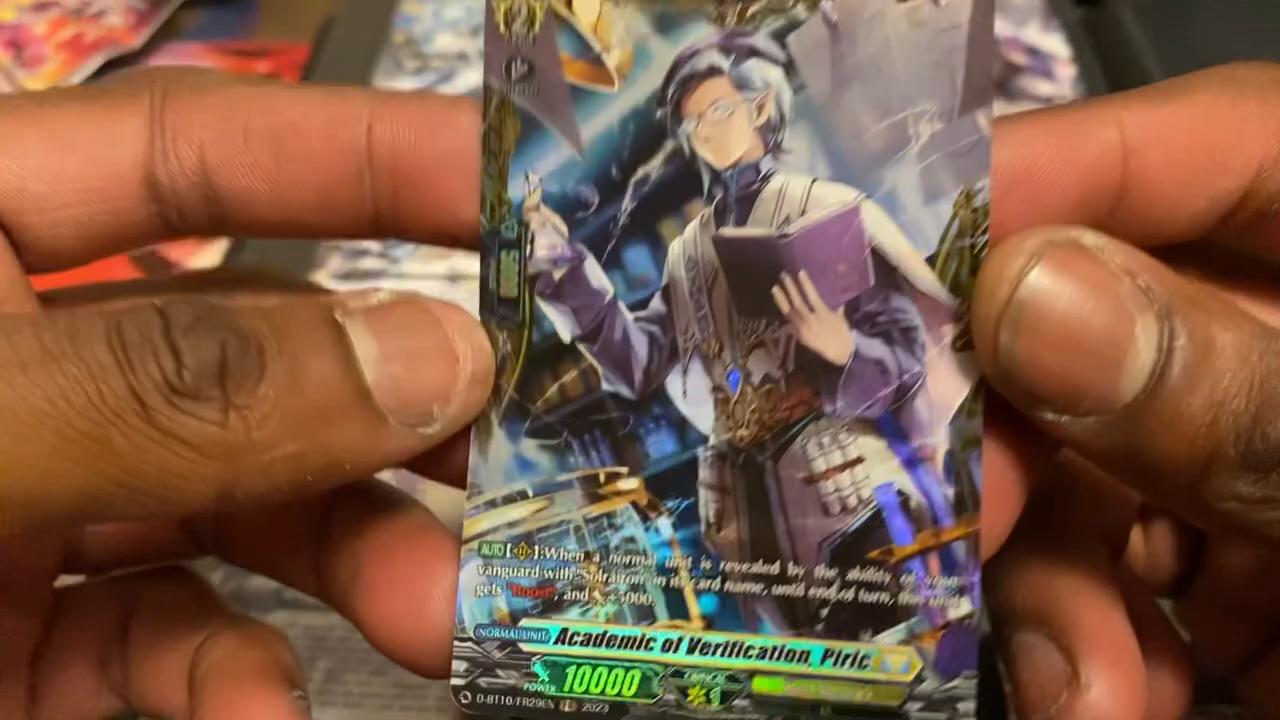 AUTO【】:When a normal unit is revealed by the ability of your
vanguard with "Solrairon" in its card name, until end of turn, this unit
gets "Boost", and +5000.
NORMAL UNIT Academic of Verification, Piric
POWER 10000 CRITICAL 1
D-BT10/FR29EN 2023